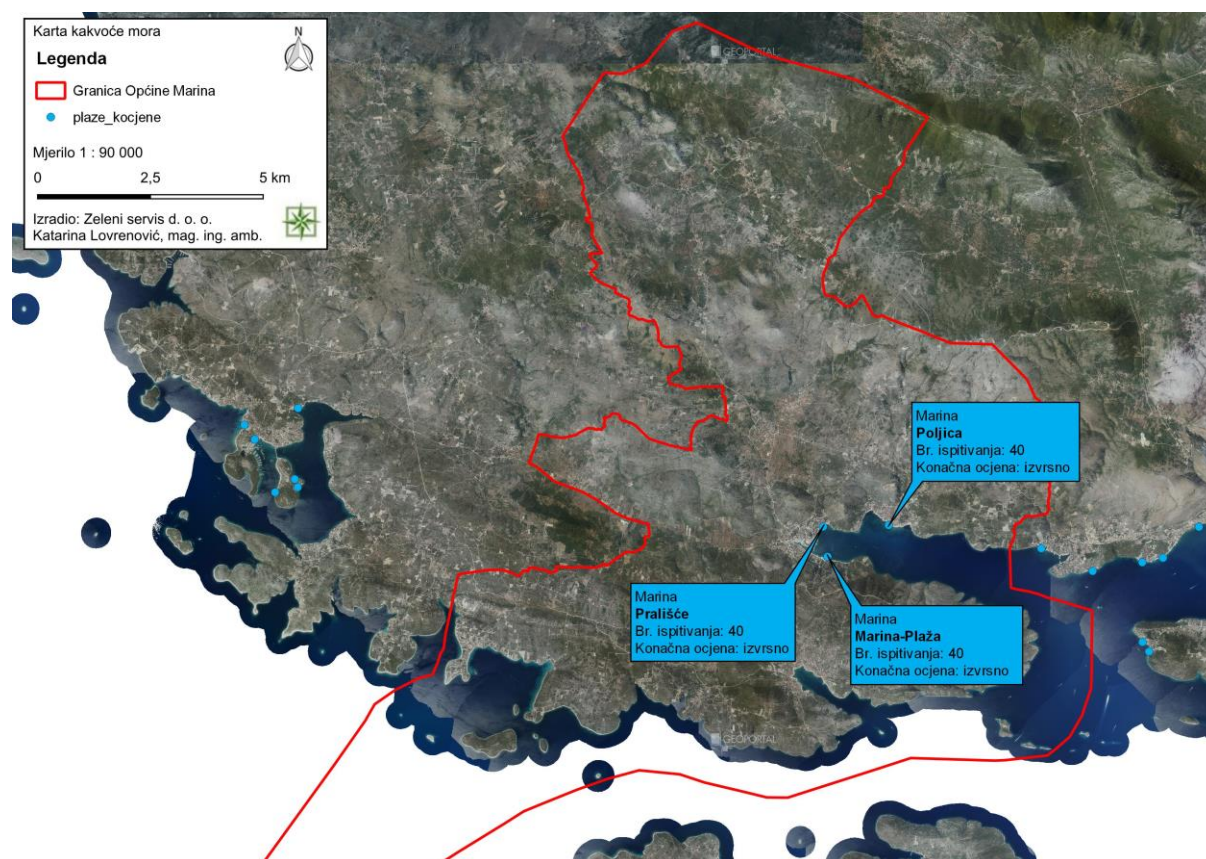 Karta kakvoće mora
N
Legenda
Granica Općine Marina
plaze_kocjene
Mjerilo 1 : 90 000
0 2,5 5 km
Izradio: Zeleni servis d. o. o.
Katarina Lovrenović, mag. ing. amb.
GEOPORTAL
Marina
Poljica
Br. ispitivanja: 40
Konačna ocjena: izvrsno
Marina
Prališće
Br. ispitivanja: 40
Konačna ocjena: izvrsno
Marina
Marina-Plaža
Br. ispitivanja: 40
Konačna ocjena: izvrsno
GEOPORTAL